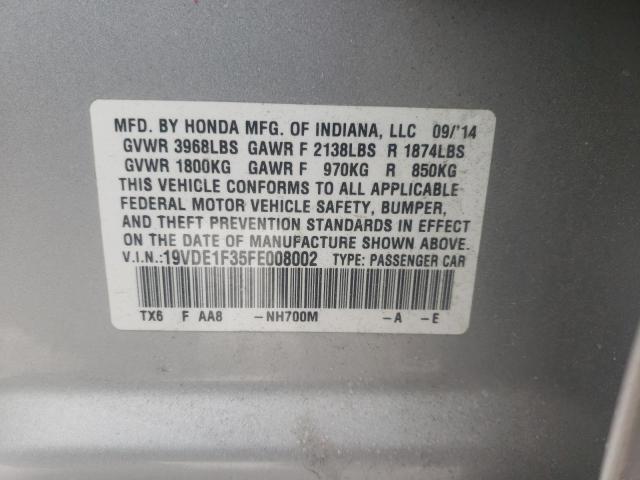 MFD. BY HONDA MFG. OF INDIANA, LLC 09/'14
GVWR 3968LBS GAWR F 2138LBS R 1874LBS
GVWR 1800KG GAWR F 970KG R 850KG
THIS VEHICLE CONFORMS TO ALL APPLICABLE
FEDERAL MOTOR VEHICLE SAFETY, BUMPER,
AND THEFT PREVENTION STANDARDS IN EFFECT
ON THE DATE OF MANUFACTURE SHOWN ABOVE.
V.I.N.:19VDE1F35FE008002 TYPE: PASSENGER CAR
TX6 F AA8 -NH700M -A -E